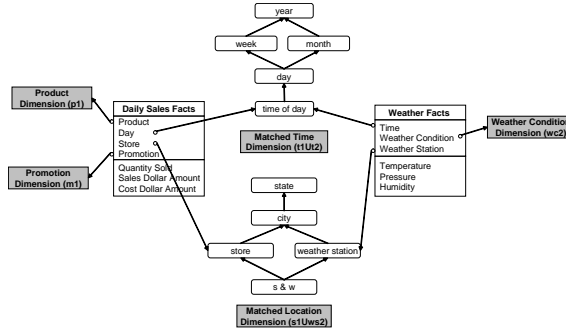 year
week
month
day
time of day
Product
Dimension (p1)
Daily Sales Facts
Product
Day
Store
Promotion
Quantity Sold
Sales Dollar Amount
Cost Dollar Amount
Promotion
Dimension (m1)
Matched Time
Dimension (t1Ut2)
Weather Facts
Time
Weather Condition
Weather Station
Temperature
Pressure
Humidity
Weather Condition
Dimension (wc2)
state
city
store
weather station
s & w
Matched Location
Dimension (s1Uws2)